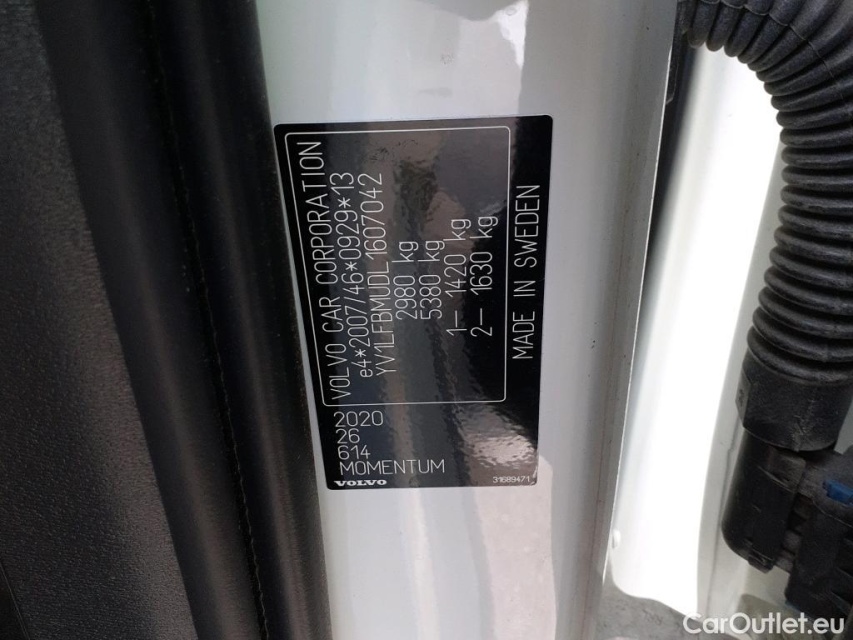 VOLVO CAR CORPORATION
e4*2007/46*0929*13
YV1LFBMUDL1607042
2980 kg
5380 kg
1– 1420 kg
2– 1630 kg
MADE IN SWEDEN
2020
26
614
MOMENTUM
VOLVO
31689471
CarOutlet.eu